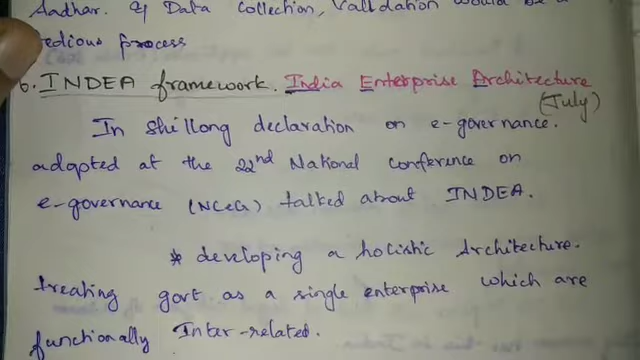 Aadhar. If Data Collection, Validation would be a
tedious process
6. INDEA framework. India Enterprise Architecture
(July)
In Shillong declaration on e-governance.
adopted at the 22nd National Conference on
e-governance (NCeG) talked about INDEA.
* developing a holistic Architecture.
treating govt as a single enterprise which are
functionally Inter-related.